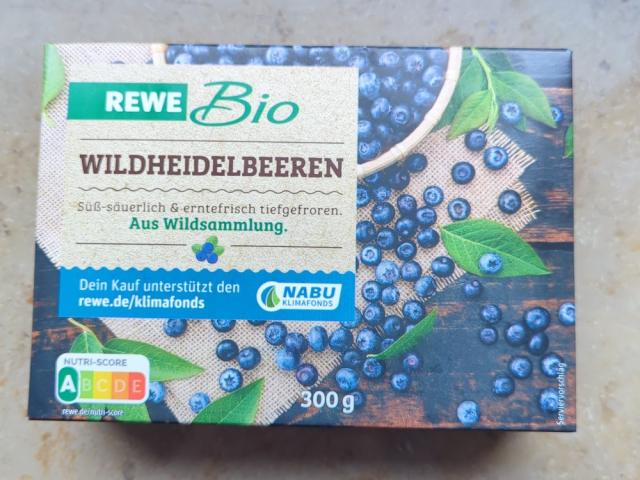 REWE Bio
WILDHEIDELBEEREN
Süß-säuerlich & erntefrisch tiefgefroren.
Aus Wildsammlung.
Dein Kauf unterstützt den
rewe.de/klimafonds
NABU
KLIMAFONDS
NUTRI-SCORE
A B C D E
rewe.de/nutri-score
300 g
Serviervorschlag